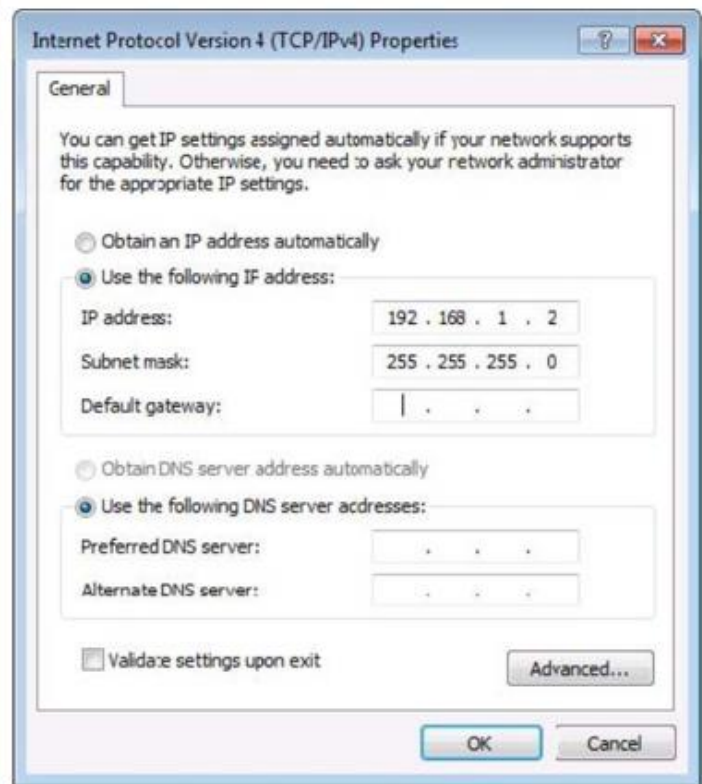 Internet Protocol Version 4 (TCP/IPv4) Properties
General
You can get IP settings assigned automatically if your network supports
this capability. Otherwise, you need to ask your network administrator
for the appropriate IP settings.
Obtain an IP address automatically
Use the following IP address:
IP address: 192 . 168 . 1 . 2
Subnet mask: 255 . 255 . 255 . 0
Default gateway: . . .
Obtain DNS server address automatically
Use the following DNS server addresses:
Preferred DNS server: . . .
Alternate DNS server: . . .
Validate settings upon exit
Advanced...
OK Cancel